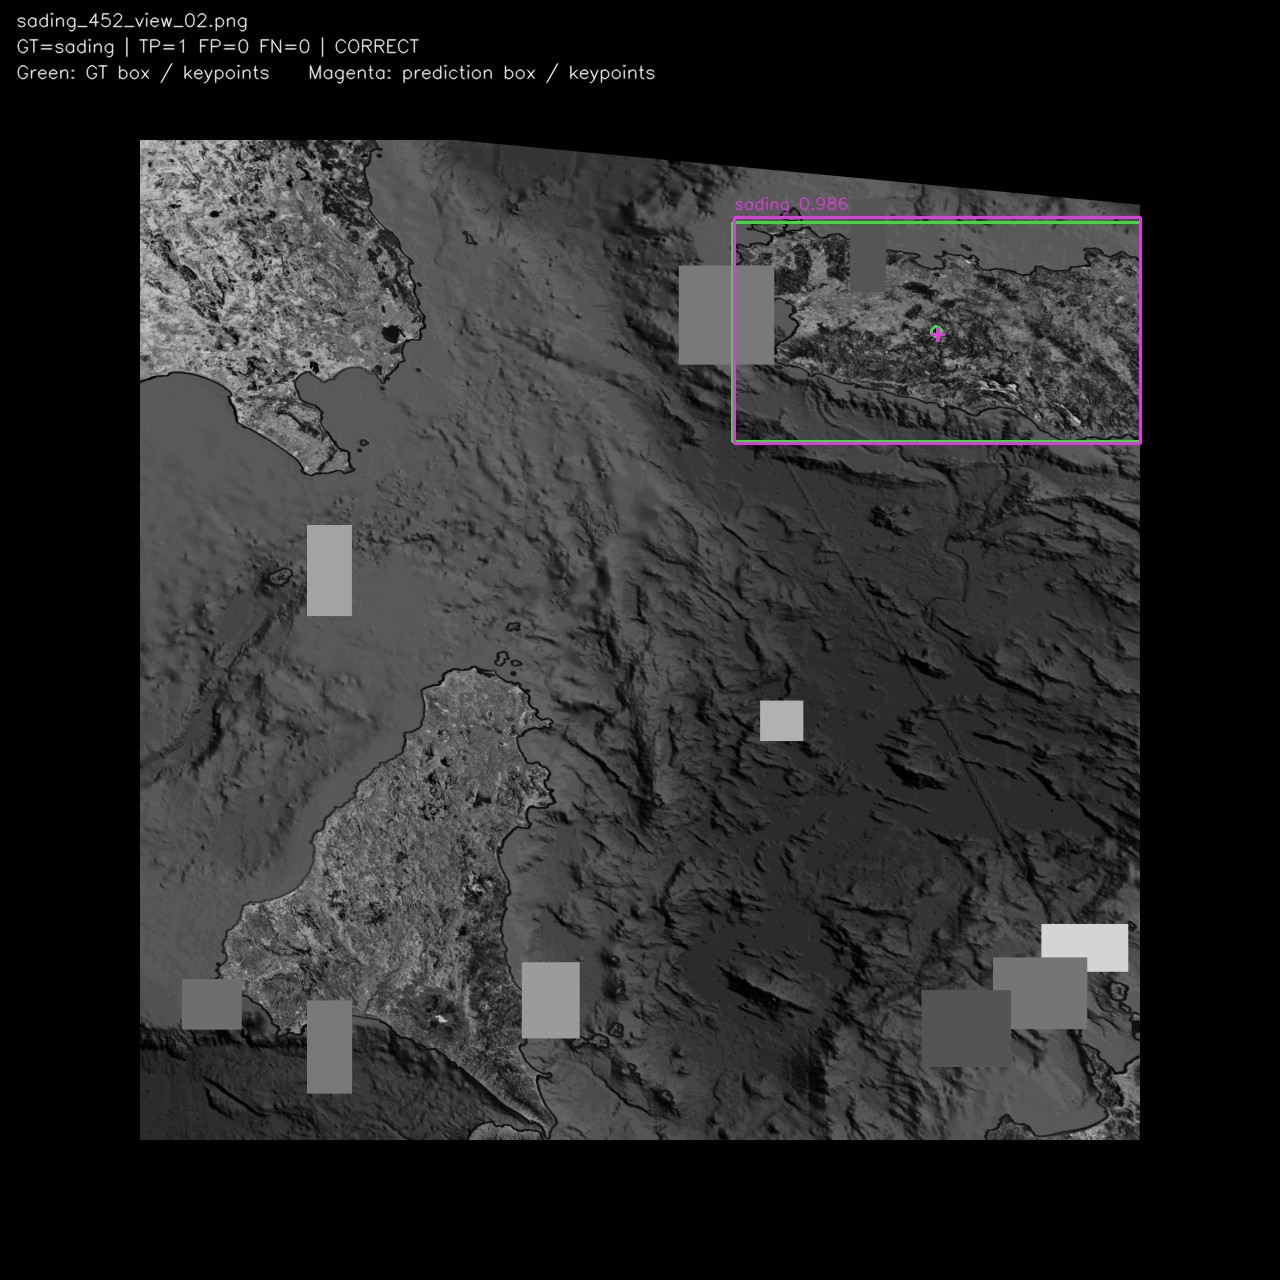 sading_452_view_02.png
GT=sading | TP=1 FP=0 FN=0 | CORRECT
Green: GT box / keypoints    Magenta: prediction box / keypoints
sading 0.986